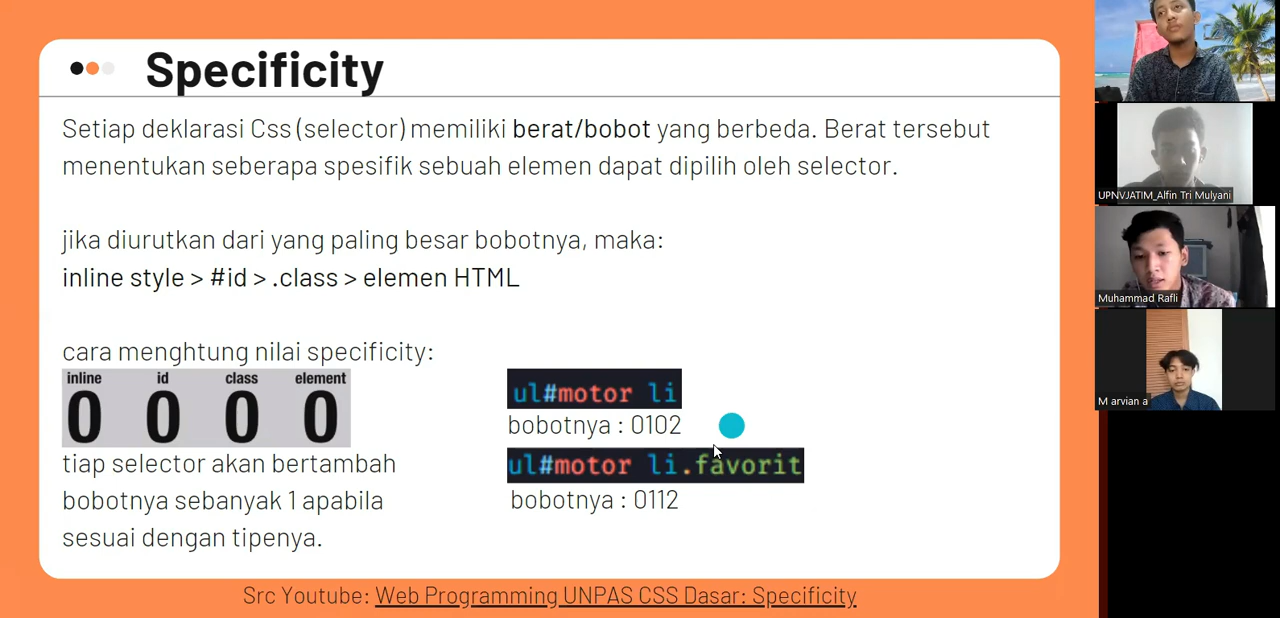 Specificity
Setiap deklarasi Css (selector) memiliki berat/bobot yang berbeda. Berat tersebut
menentukan seberapa spesifik sebuah elemen dapat dipilih oleh selector.
jika diurutkan dari yang paling besar bobotnya, maka:
inline style > #id > .class > elemen HTML
cara menghtung nilai specificity:
inline id class element
0 0 0 0
tiap selector akan bertambah
bobotnya sebanyak 1 apabila
sesuai dengan tipenya.
ul#motor li
bobotnya : 0102
ul#motor li.favorit
bobotnya : 0112
Src Youtube: Web Programming UNPAS CSS Dasar: Specificity
UPNVJATIM_Alfin Tri Mulyani
Muhammad Rafli
M arvian a